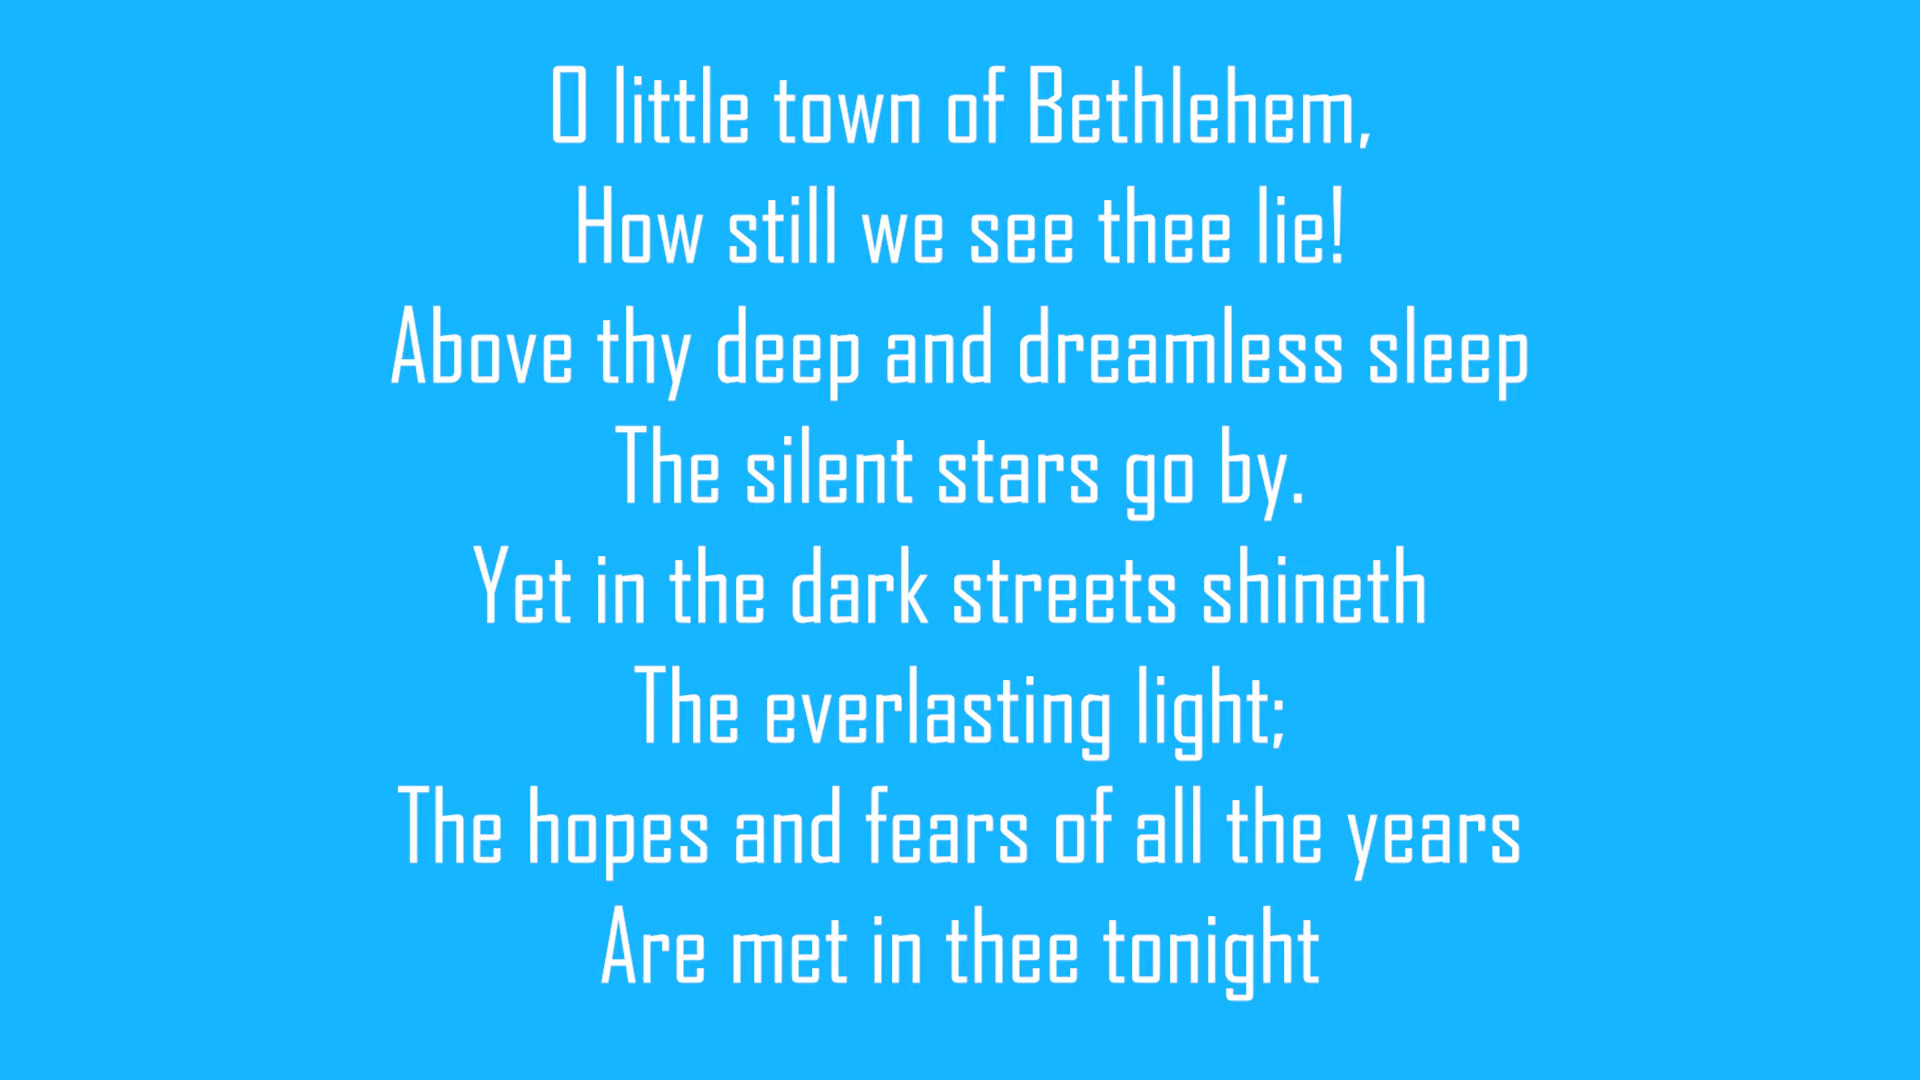 O little town of Bethlehem,
How still we see thee lie!
Above thy deep and dreamless sleep
The silent stars go by.
Yet in the dark streets shineth
The everlasting light;
The hopes and fears of all the years
Are met in thee tonight